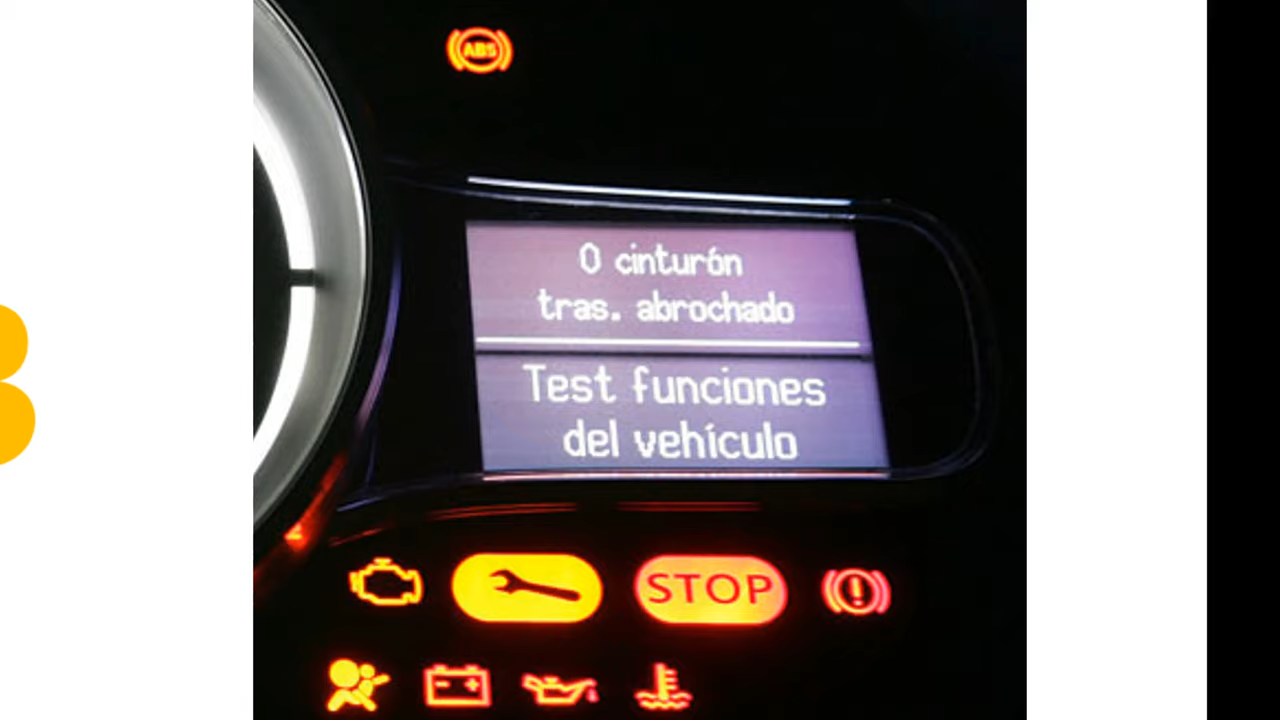 ABS
0 cinturón
tras. abrochado
Test funciones
del vehículo
STOP